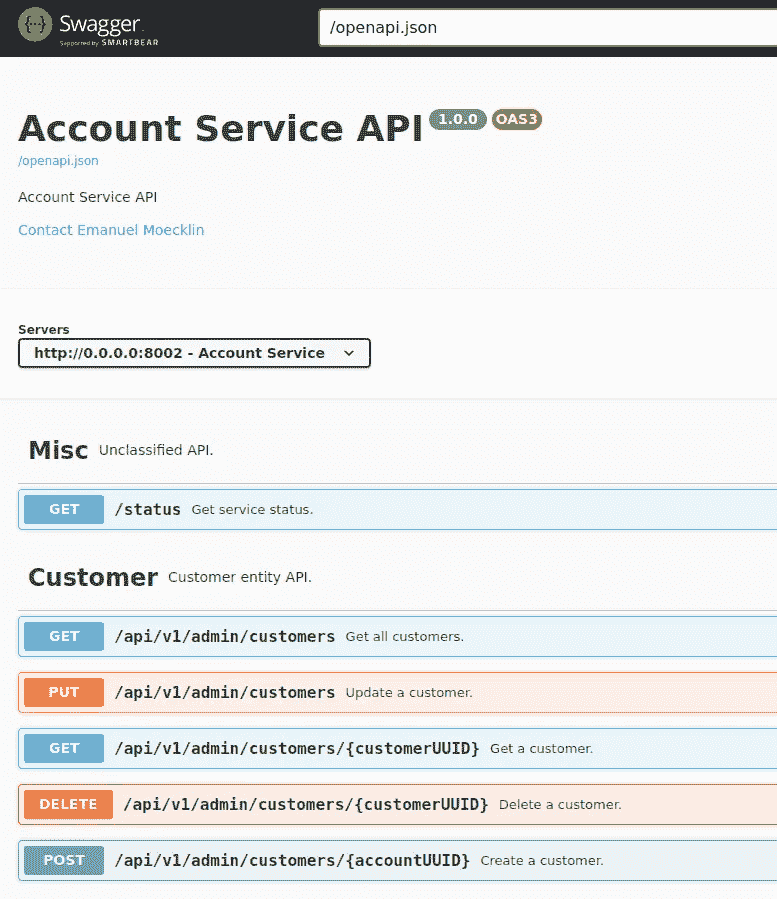 Swagger
Supported by SMARTBEAR
/openapi.json
Account Service API 1.0.0 OAS3
/openapi.json
Account Service API
Contact Emanuel Moecklin
Servers
http://0.0.0.0:8002 - Account Service
Misc Unclassified API.
GET /status Get service status.
Customer Customer entity API.
GET /api/v1/admin/customers Get all customers.
PUT /api/v1/admin/customers Update a customer.
GET /api/v1/admin/customers/{customerUUID} Get a customer.
DELETE /api/v1/admin/customers/{customerUUID} Delete a customer.
POST /api/v1/admin/customers/{accountUUID} Create a customer.